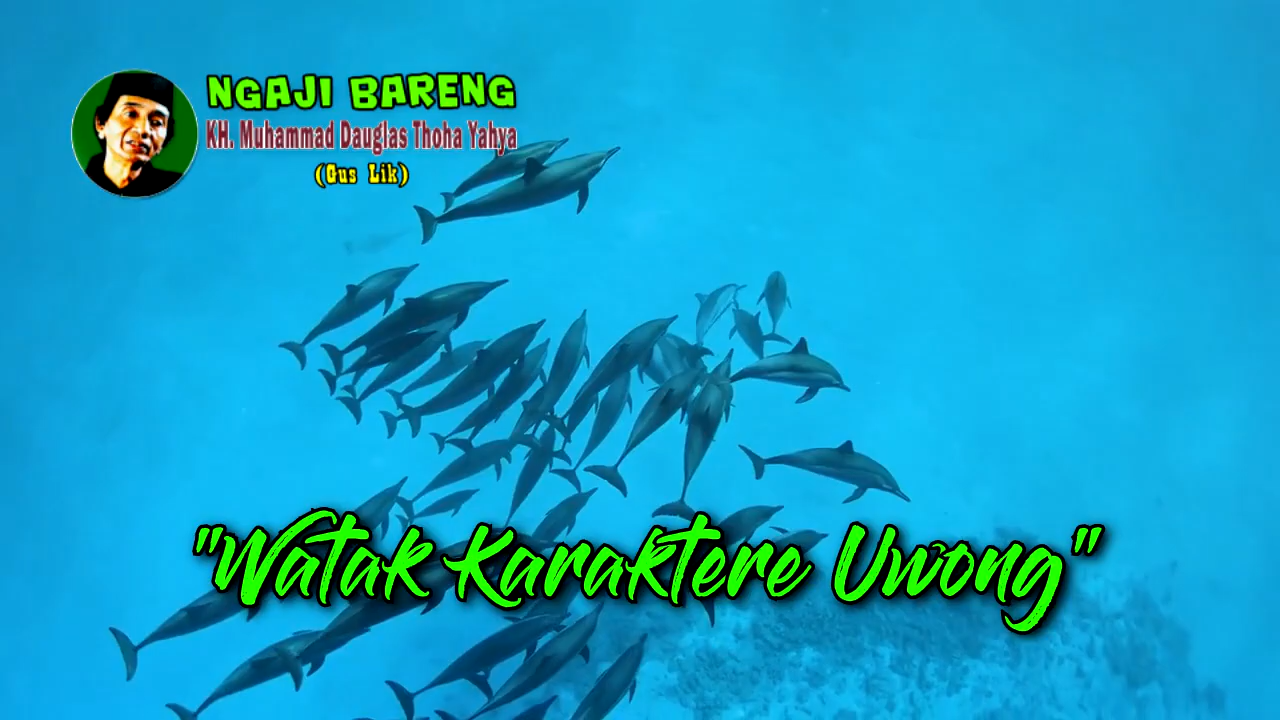 NGAJI BARENG
KH. Muhammad Dauglas Thoha Yahya
(Gus Lik)
"Watak Karaktere Uwong"